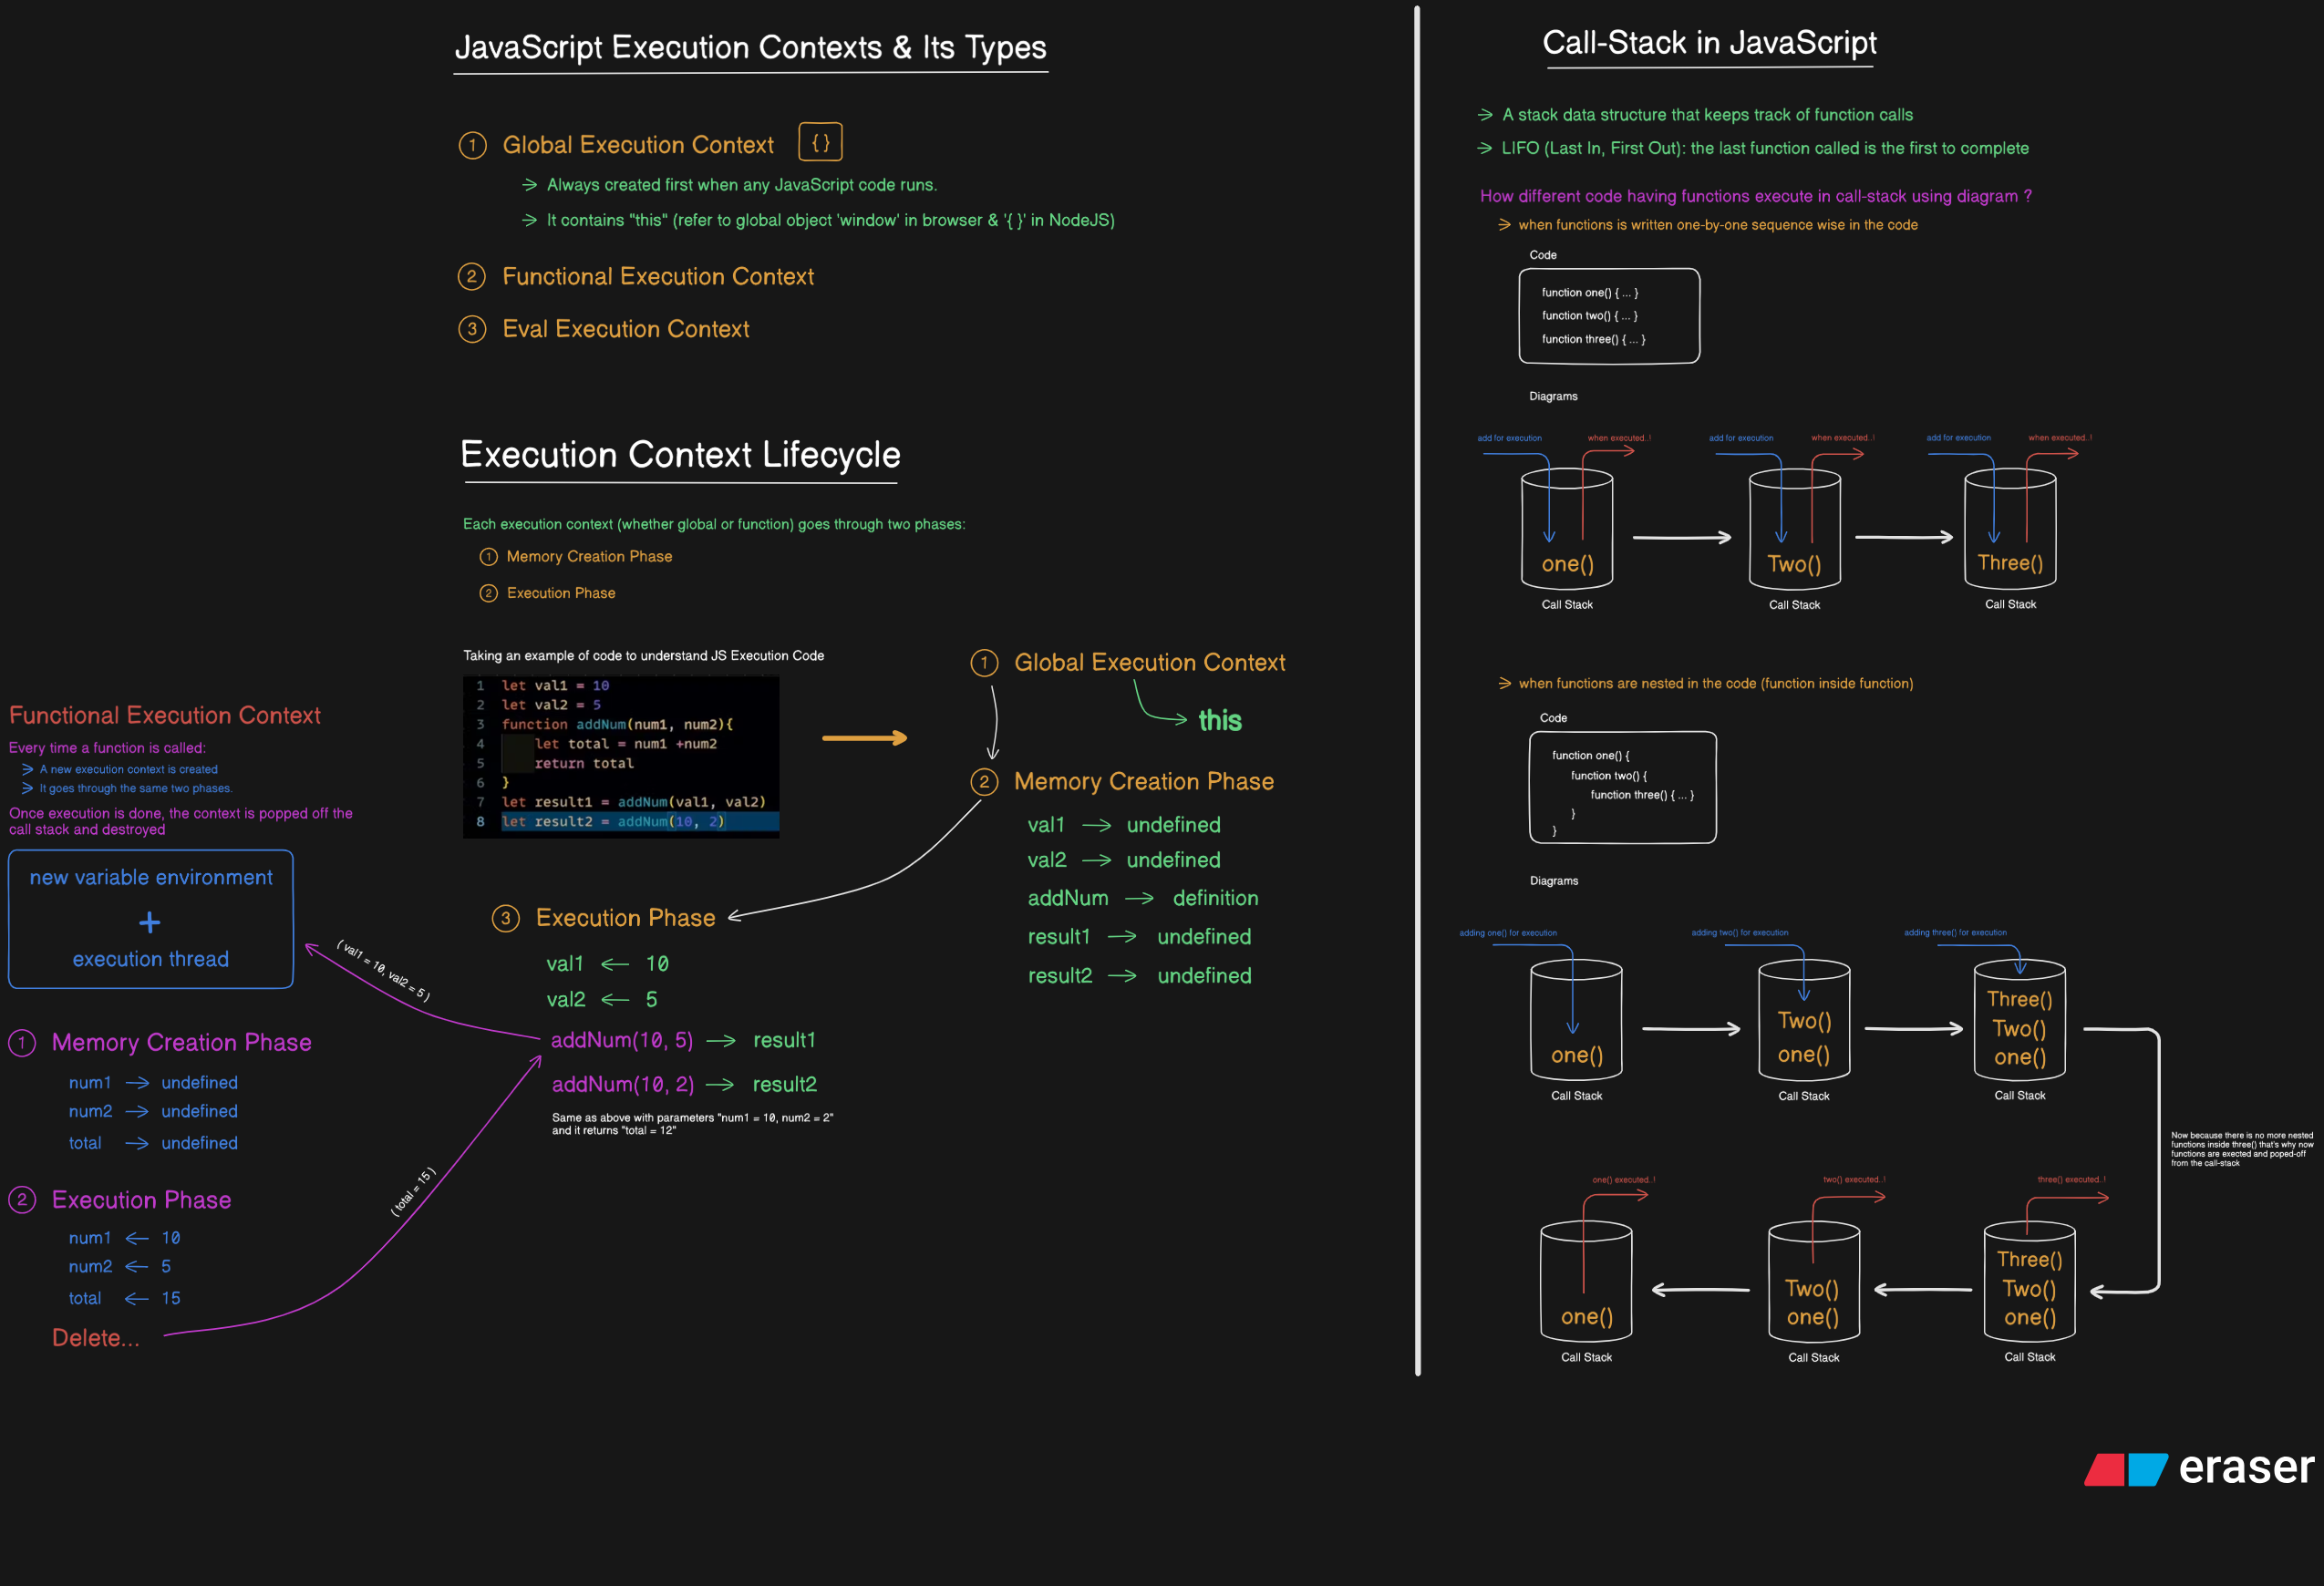 JavaScript Execution Contexts & Its Types
1 Global Execution Context { }
Always created first when any JavaScript code runs.
It contains "this" (refer to global object 'window' in browser & '{ }' in NodeJS)
2 Functional Execution Context
3 Eval Execution Context
Execution Context Lifecycle
Each execution context (whether global or function) goes through two phases:
1 Memory Creation Phase
2 Execution Phase
Taking an example of code to understand JS Execution Code
1 let val1 = 10
2 let val2 = 5
3 function addNum(num1, num2){
4 let total = num1 +num2
5 return total
6 }
7 let result1 = addNum(val1, val2)
8 let result2 = addNum(10, 2)
1 Global Execution Context
this
2 Memory Creation Phase
val1 → undefined
val2 → undefined
addNum → definition
result1 → undefined
result2 → undefined
3 Execution Phase
val1 ← 10
val2 ← 5
addNum(10, 5) → result1
addNum(10, 2) → result2
Same as above with parameters "num1 = 10, num2 = 2"
and it returns "total = 12"
( val1 = 10, val2 = 5 )
( total = 15 )
Functional Execution Context
Every time a function is called:
A new execution context is created
It goes through the same two phases.
Once execution is done, the context is popped off the
call stack and destroyed
new variable environment
+
execution thread
1 Memory Creation Phase
num1 → undefined
num2 → undefined
total → undefined
2 Execution Phase
num1 ← 10
num2 ← 5
total ← 15
Delete...
Call-Stack in JavaScript
A stack data structure that keeps track of function calls
LIFO (Last In, First Out): the last function called is the first to complete
How different code having functions execute in call-stack using diagram ?
when functions is written one-by-one sequence wise in the code
Code
function one() { ... }
function two() { ... }
function three() { ... }
Diagrams
add for execution
when executed..!
one()
Call Stack
add for execution
when executed..!
Two()
Call Stack
add for execution
when executed..!
Three()
Call Stack
when functions are nested in the code (function inside function)
Code
function one() {
function two() {
function three() { ... }
}
}
Diagrams
adding one() for execution
one()
Call Stack
adding two() for execution
Two()
one()
Call Stack
adding three() for execution
Three()
Two()
one()
Call Stack
Now because there is no more nested
functions inside three() that's why now
functions are exected and poped-off
from the call-stack
one() executed..!
one()
Call Stack
two() executed..!
Two()
one()
Call Stack
three() executed..!
Three()
Two()
one()
Call Stack
eraser